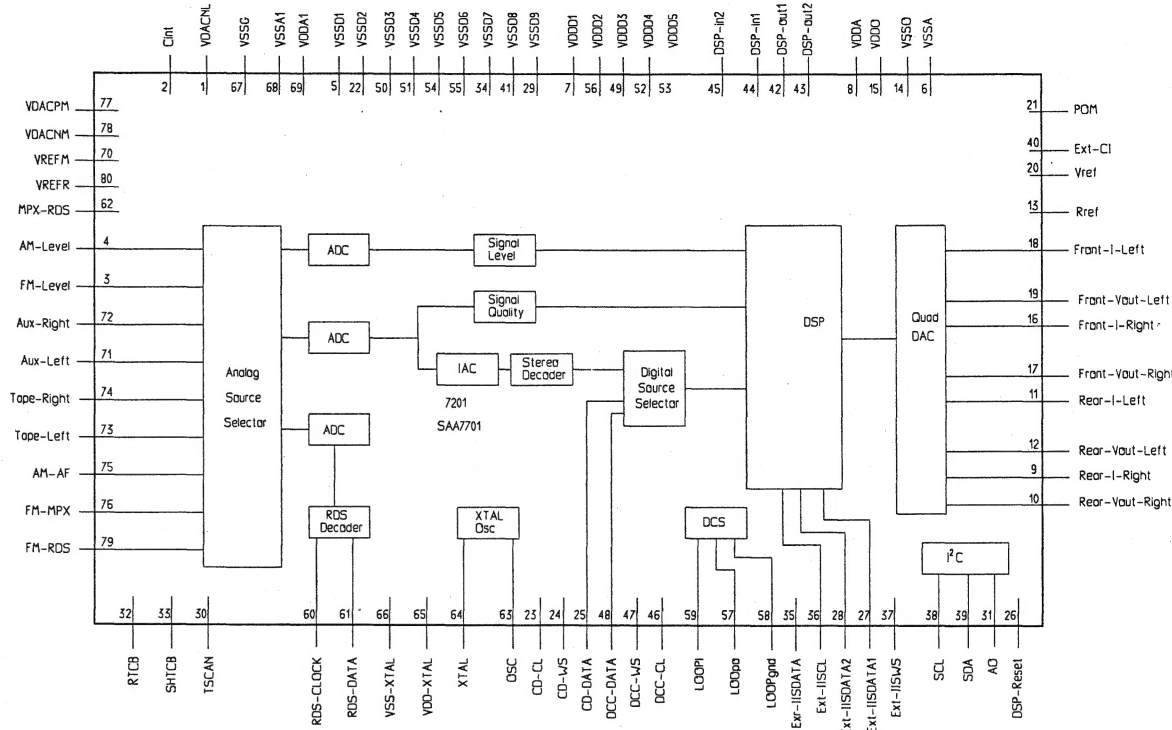 Cint
VDACNL
VSSG
VSSA1
VDDA1
VSSD1
VSSD2
VSSD3
VSSD4
VSSD5
VSSD6
VSSD7
VSSD8
VSSD9
VDDD1
VDDD2
VDDD3
VDDD4
VDDD5
DSP-in2
DSP-in1
DSP-out1
DSP-out2
VDDA
VDDO
VSSO
VSSA
2 1 67 68 69 5 22 50 51 54 55 34 41 29 7 56 49 52 53 45 44 42 43 8 15 14 6
VDACPM 77
VDACNM 78
VREFM 70
VREFR 80
MPX-RDS 62
AM-Level 4
FM-Level 3
Aux-Right 72
Aux-Left 71
Tape-Right 74
Tape-Left 73
AM-AF 75
FM-MPX 76
FM-RDS 79
21 POM
40 Ext-Cl
20 Vref
13 Rref
18 Front-I-Left
19 Front-Vout-Left
16 Front-I-Right
17 Front-Vout-Right
11 Rear-I-Left
12 Rear-Vout-Left
9 Rear-I-Right
10 Rear-Vout-Right
Analog
Source
Selector
ADC
ADC
ADC
RDS
Decoder
Signal
Level
Signal
Quality
IAC
Stereo
Decoder
7201
SAA7701
Digital
Source
Selector
XTAL
Osc
DCS
DSP
Quad
DAC
I²C
32 33 30 60 61 66 65 64 63 23 24 25 48 47 46 59 57 58 35 36 28 27 37 38 39 31 26
RTCB
SHTCB
TSCAN
RDS-CLOCK
RDS-DATA
VSS-XTAL
VDD-XTAL
XTAL
OSC
CD-CL
CD-WS
CD-DATA
DCC-DATA
DCC-WS
DCC-CL
LOOPi
LOOPo
LOOPgnd
Exr-IISDATA
Ext-IISCL
Ext-IISDATA2
Ext-IISDATA1
Ext-IISWS
SCL
SDA
AO
DSP-Reset